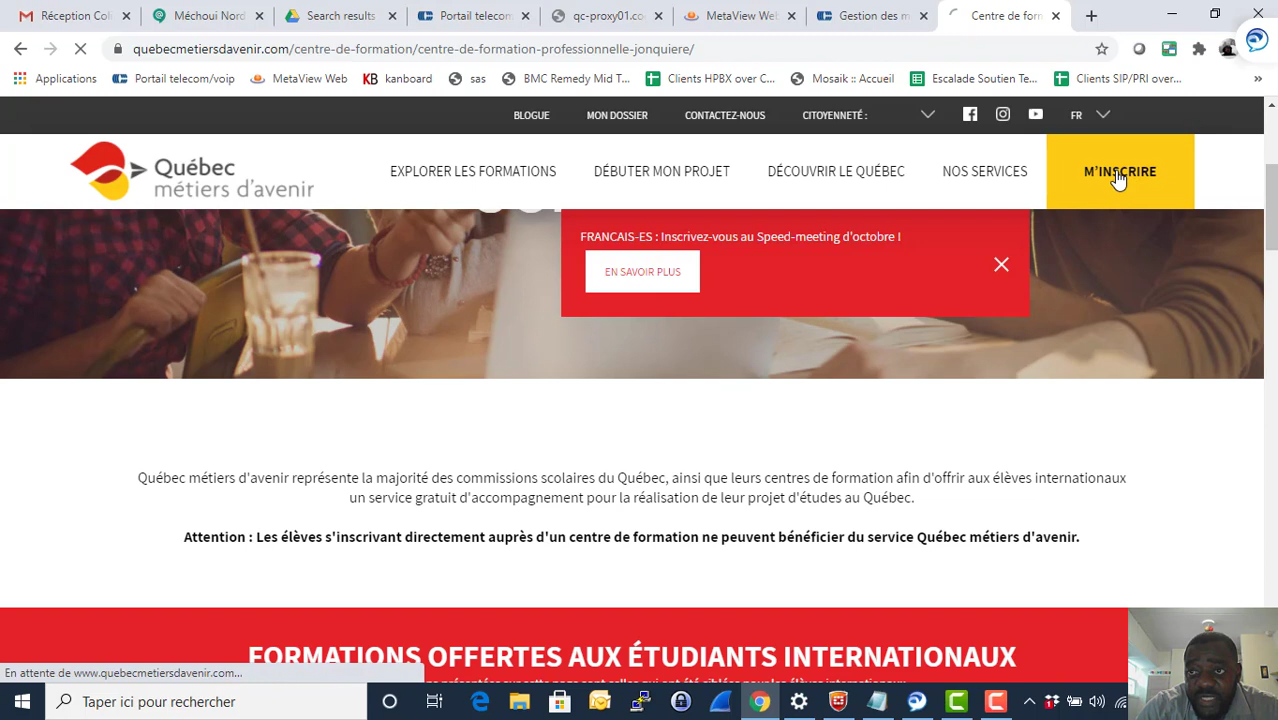 Réception Col
Méchoui Nord
Search results
Portail telecom
qc-proxy01.co
MetaView Web
Gestion des m
Centre de for
quebecmetiersdavenir.com/centre-de-formation/centre-de-formation-professionnelle-jonquiere/
Applications
Portail telecom/voip
MetaView Web
KB kanboard
sas
BMC Remedy Mid T...
Clients HPBX over C...
Mosaik :: Accueil
Escalade Soutien Te...
Clients SIP/PRI over...
»
BLOGUE
MON DOSSIER
CONTACTEZ-NOUS
CITOYENNETÉ :
FR
Québec
métiers d'avenir
EXPLORER LES FORMATIONS
DÉBUTER MON PROJET
DÉCOUVRIR LE QUÉBEC
NOS SERVICES
M'INSCRIRE
FRANCAIS-ES : Inscrivez-vous au Speed-meeting d'octobre !
EN SAVOIR PLUS
Québec métiers d'avenir représente la majorité des commissions scolaires du Québec, ainsi que leurs centres de formation afin d'offrir aux élèves internationaux
un service gratuit d'accompagnement pour la réalisation de leur projet d'études au Québec.
Attention : Les élèves s'inscrivant directement auprès d'un centre de formation ne peuvent bénéficier du service Québec métiers d'avenir.
FORMATIONS OFFERTES AUX ÉTUDIANTS INTERNATIONAUX
En attente de www.quebecmetiersdavenir.com...
Taper ici pour rechercher